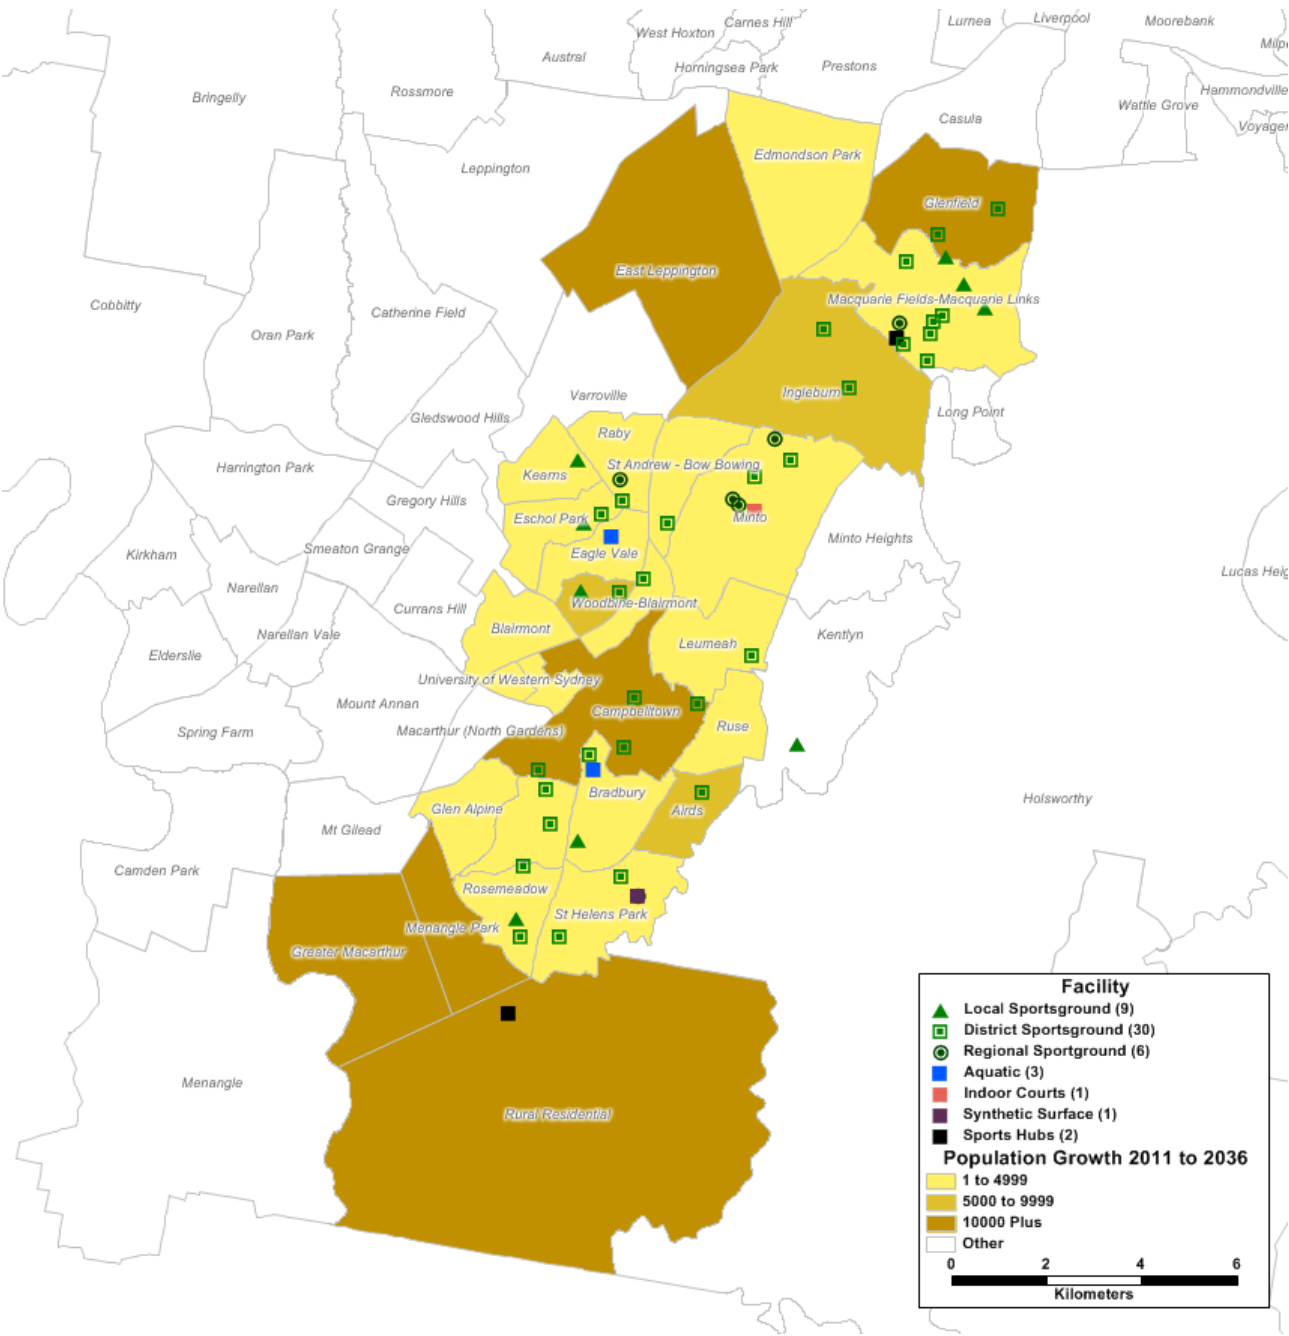 Carnes Hill
Lurnea
Liverpool
Moorebank
West Hoxton
Austral
Horningsea Park
Prestons
Bringelly
Rossmore
Hammondville
Wattle Grove
Casula
Leppington
Edmondson Park
Glenfield
East Leppington
Cobbitty
Catherine Field
Macquarie Fields-Macquarie Links
Oran Park
Varroville
Ingleburn
Long Point
Gledswood Hills
Raby
Harrington Park
St Andrew - Bow Bowing
Kearns
Gregory Hills
Eschol Park
Minto
Minto Heights
Kirkham
Smeaton Grange
Eagle Vale
Narellan
Woodbine-Blairmont
Currans Hill
Blairmont
Narellan Vale
Kentlyn
Leumeah
Elderslie
University of Western Sydney
Mount Annan
Campbelltown
Spring Farm
Macarthur (North Gardens)
Ruse
Bradbury
Holsworthy
Glen Alpine
Airds
Mt Gilead
Camden Park
Rosemeadow
St Helens Park
Menangle Park
Greater Macarthur
Menangle
Rural Residential
Facility
Local Sportsground (9)
District Sportsground (30)
Regional Sportground (6)
Aquatic (3)
Indoor Courts (1)
Synthetic Surface (1)
Sports Hubs (2)
Population Growth 2011 to 2036
1 to 4999
5000 to 9999
10000 Plus
Other
0 2 4 6
Kilometers